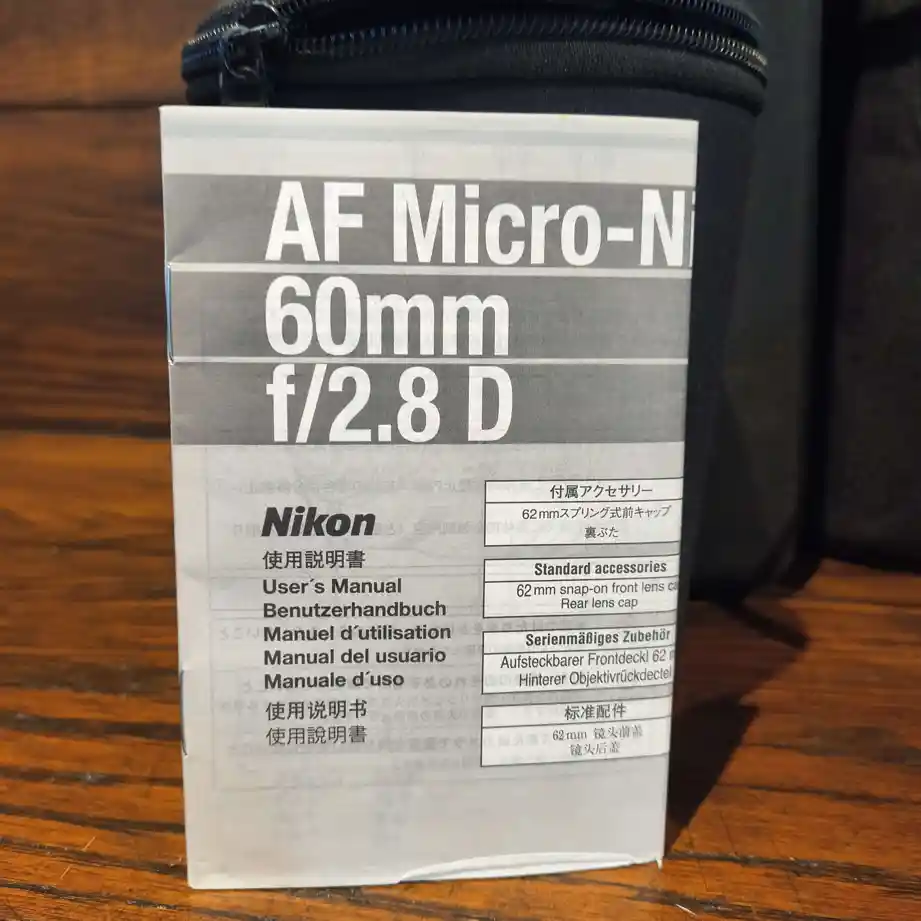 AF Micro-Ni
60mm
f/2.8 D
Nikon
使用説明書
User´s Manual
Benutzerhandbuch
Manuel d´utilisation
Manual del usuario
Manuale d´uso
使用说明书
使用說明書
付属アクセサリー
62mmスプリング式前キャップ
裏ぶた
Standard accessories
62mm snap-on front lens ca
Rear lens cap
Serienmäßiges Zubehör
Aufsteckbarer Frontdeckl 62 m
Hinterer Objektivrückdectel
标准配件
62mm 镜头前盖
镜头后盖